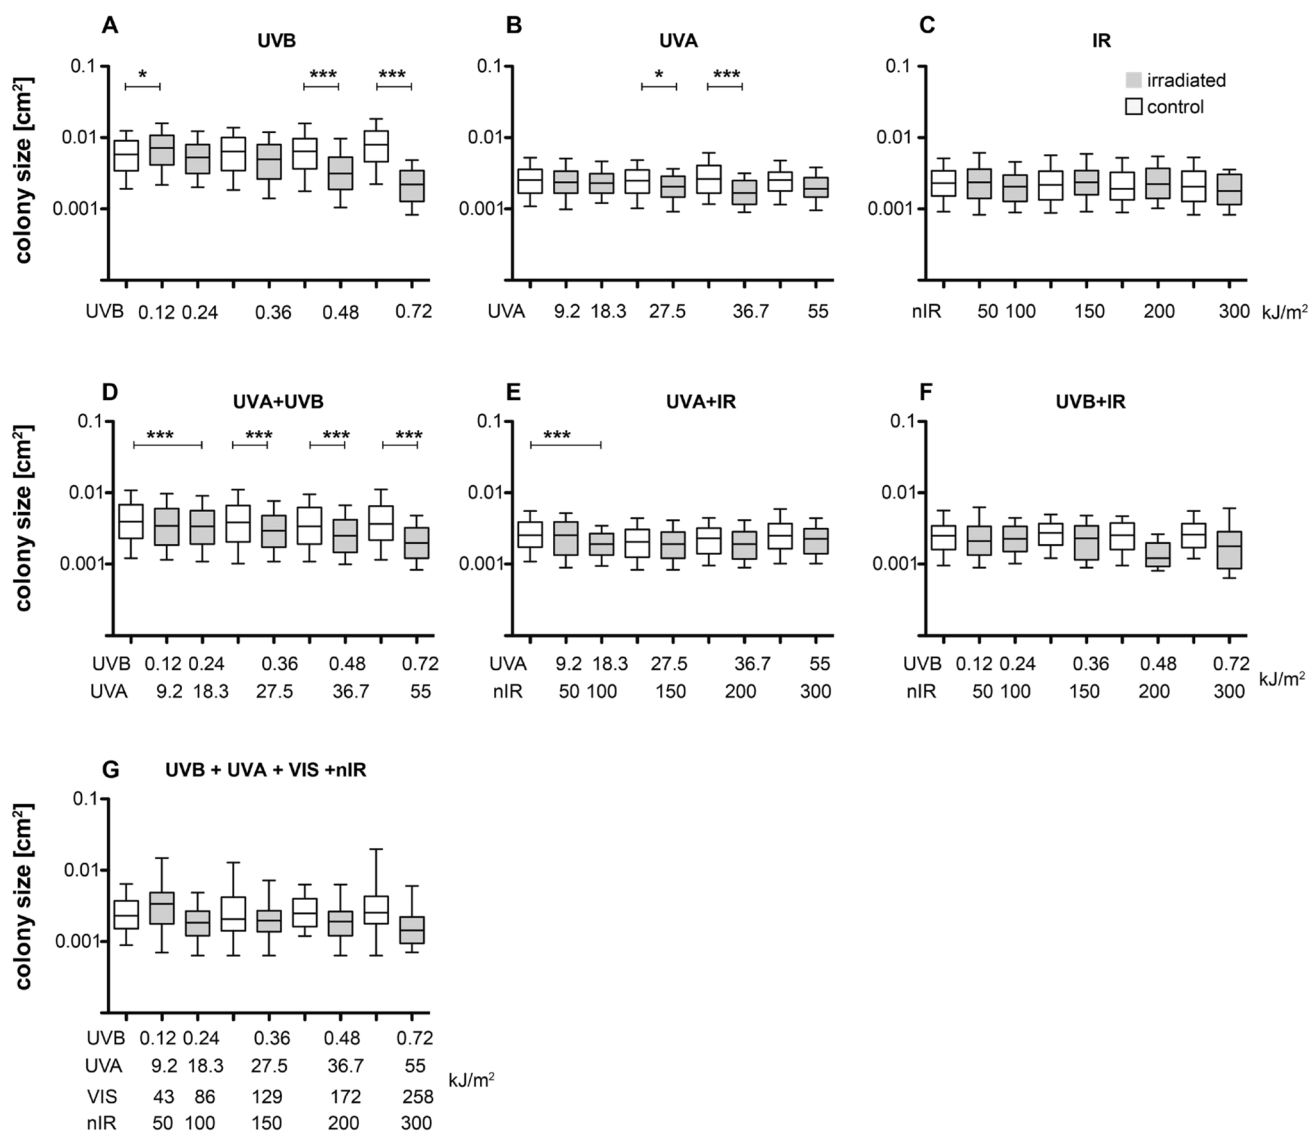 A B C
UVB UVA IR
0.1 0.1 0.1
* *** *** * *** irradiated
control
0.01 0.01 0.01
0.001 0.001 0.001
colony size [cm²]
UVB 0.12 0.24 0.36 0.48 0.72 UVA 9.2 18.3 27.5 36.7 55 nIR 50 100 150 200 300 kJ/m²
D E F
UVA+UVB UVA+IR UVB+IR
0.1 0.1 0.1
*** *** *** *** ***
0.01 0.01 0.01
0.001 0.001 0.001
colony size [cm²]
UVB 0.12 0.24 0.36 0.48 0.72 UVA 9.2 18.3 27.5 36.7 55 UVB 0.12 0.24 0.36 0.48 0.72
UVA 9.2 18.3 27.5 36.7 55 nIR 50 100 150 200 300 nIR 50 100 150 200 300 kJ/m²
G UVB + UVA + VIS +nIR
0.1
0.01
0.001
colony size [cm²]
UVB 0.12 0.24 0.36 0.48 0.72
UVA 9.2 18.3 27.5 36.7 55
kJ/m²
VIS 43 86 129 172 258
nIR 50 100 150 200 300